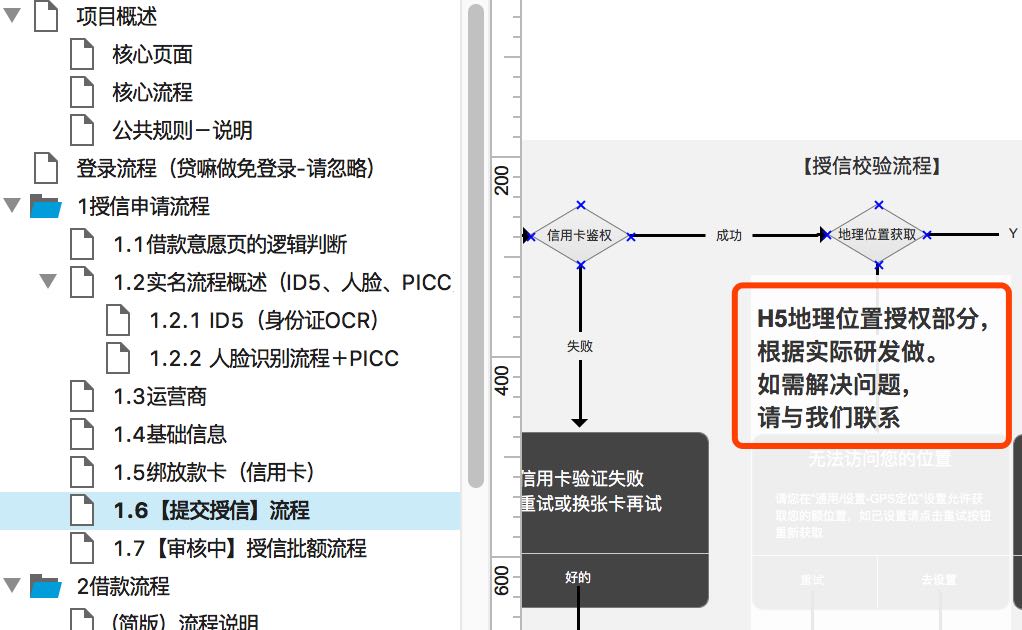 项目概述
核心页面
核心流程
公共规则－说明
登录流程（贷嘛做免登录-请忽略）
1授信申请流程
1.1借款意愿页的逻辑判断
1.2实名流程概述（ID5、人脸、PICC
1.2.1 ID5（身份证OCR）
1.2.2 人脸识别流程＋PICC
1.3运营商
1.4基础信息
1.5绑放款卡（信用卡）
1.6【提交授信】流程
1.7【审核中】授信批额流程
2借款流程
（简版）流程说明
200
400
600
【授信校验流程】
信用卡鉴权
成功
地理位置获取
Y
失败
H5地理位置授权部分，
根据实际研发做。
如需解决问题，
请与我们联系
信用卡验证失败
重试或换张卡再试
好的
无法访问您的位置
请您在"通用/设置-GPS定位"设置允许获
取您的额位置，如已设置请点击重试按钮
重新获取
重试
去设置